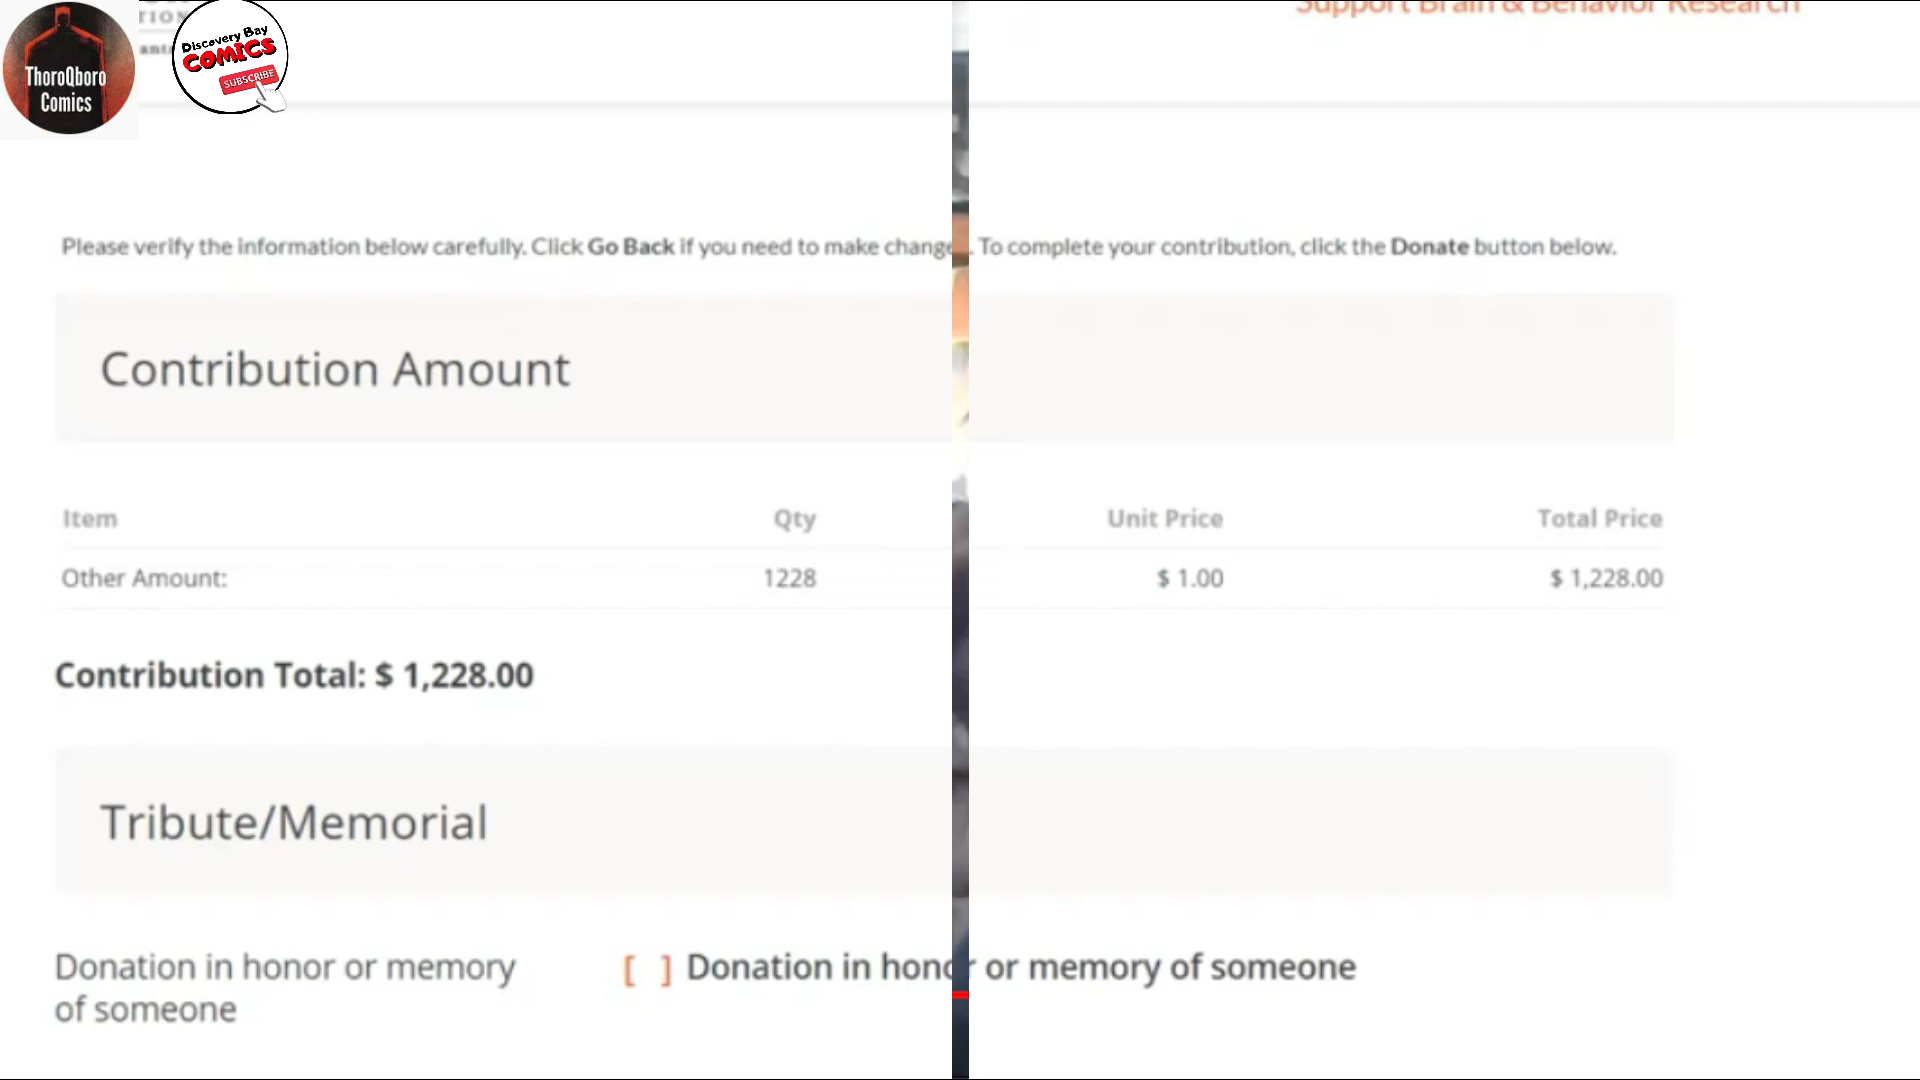 TION
Support Brain & Behavior Research
ThoroQboro
Comics
Discovery Bay
COMICS
SUBSCRIBE
Please verify the information below carefully. Click Go Back if you need to make change . To complete your contribution, click the Donate button below.
Contribution Amount
Item Qty Unit Price Total Price
Other Amount: 1228 $ 1.00 $ 1,228.00
Contribution Total: $ 1,228.00
Tribute/Memorial
Donation in honor or memory
of someone
[ ] Donation in honor or memory of someone